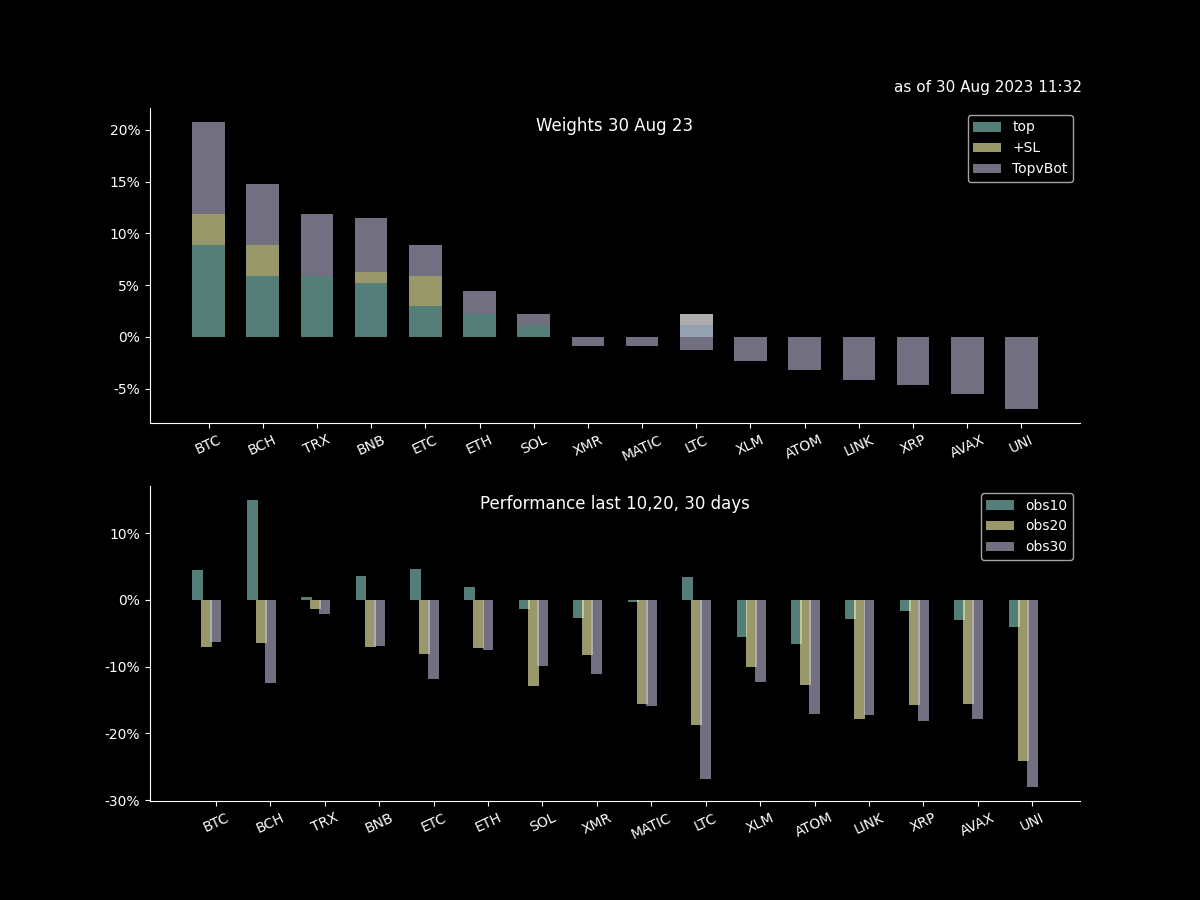 as of 30 Aug 2023 11:32
Weights 30 Aug 23
top
+SL
TopvBot
20%
15%
10%
5%
0%
-5%
BTC BCH TRX BNB ETC ETH SOL XMR MATIC LTC XLM ATOM LINK XRP AVAX UNI
Performance last 10,20, 30 days
obs10
obs20
obs30
10%
0%
-10%
-20%
-30%
BTC BCH TRX BNB ETC ETH SOL XMR MATIC LTC XLM ATOM LINK XRP AVAX UNI